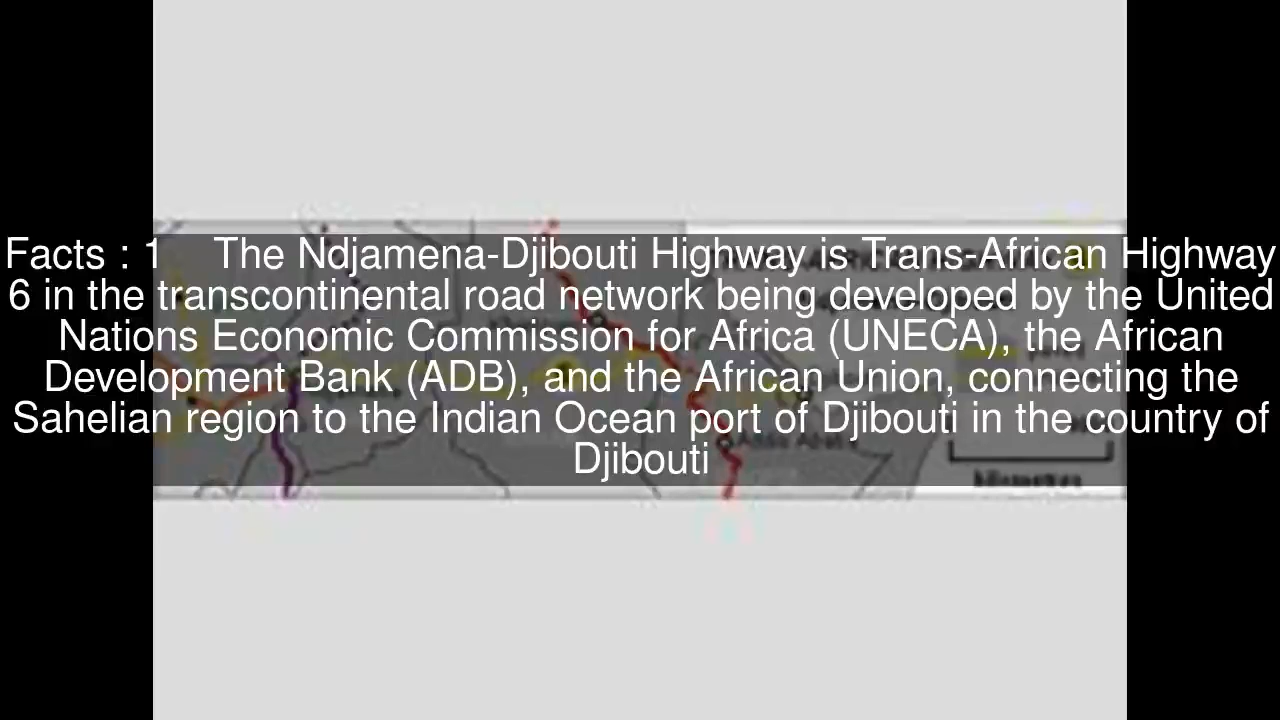 Facts : 1 The Ndjamena-Djibouti Highway is Trans-African Highway
6 in the transcontinental road network being developed by the United
Nations Economic Commission for Africa (UNECA), the African
Development Bank (ADB), and the African Union, connecting the
Sahelian region to the Indian Ocean port of Djibouti in the country of
Djibouti